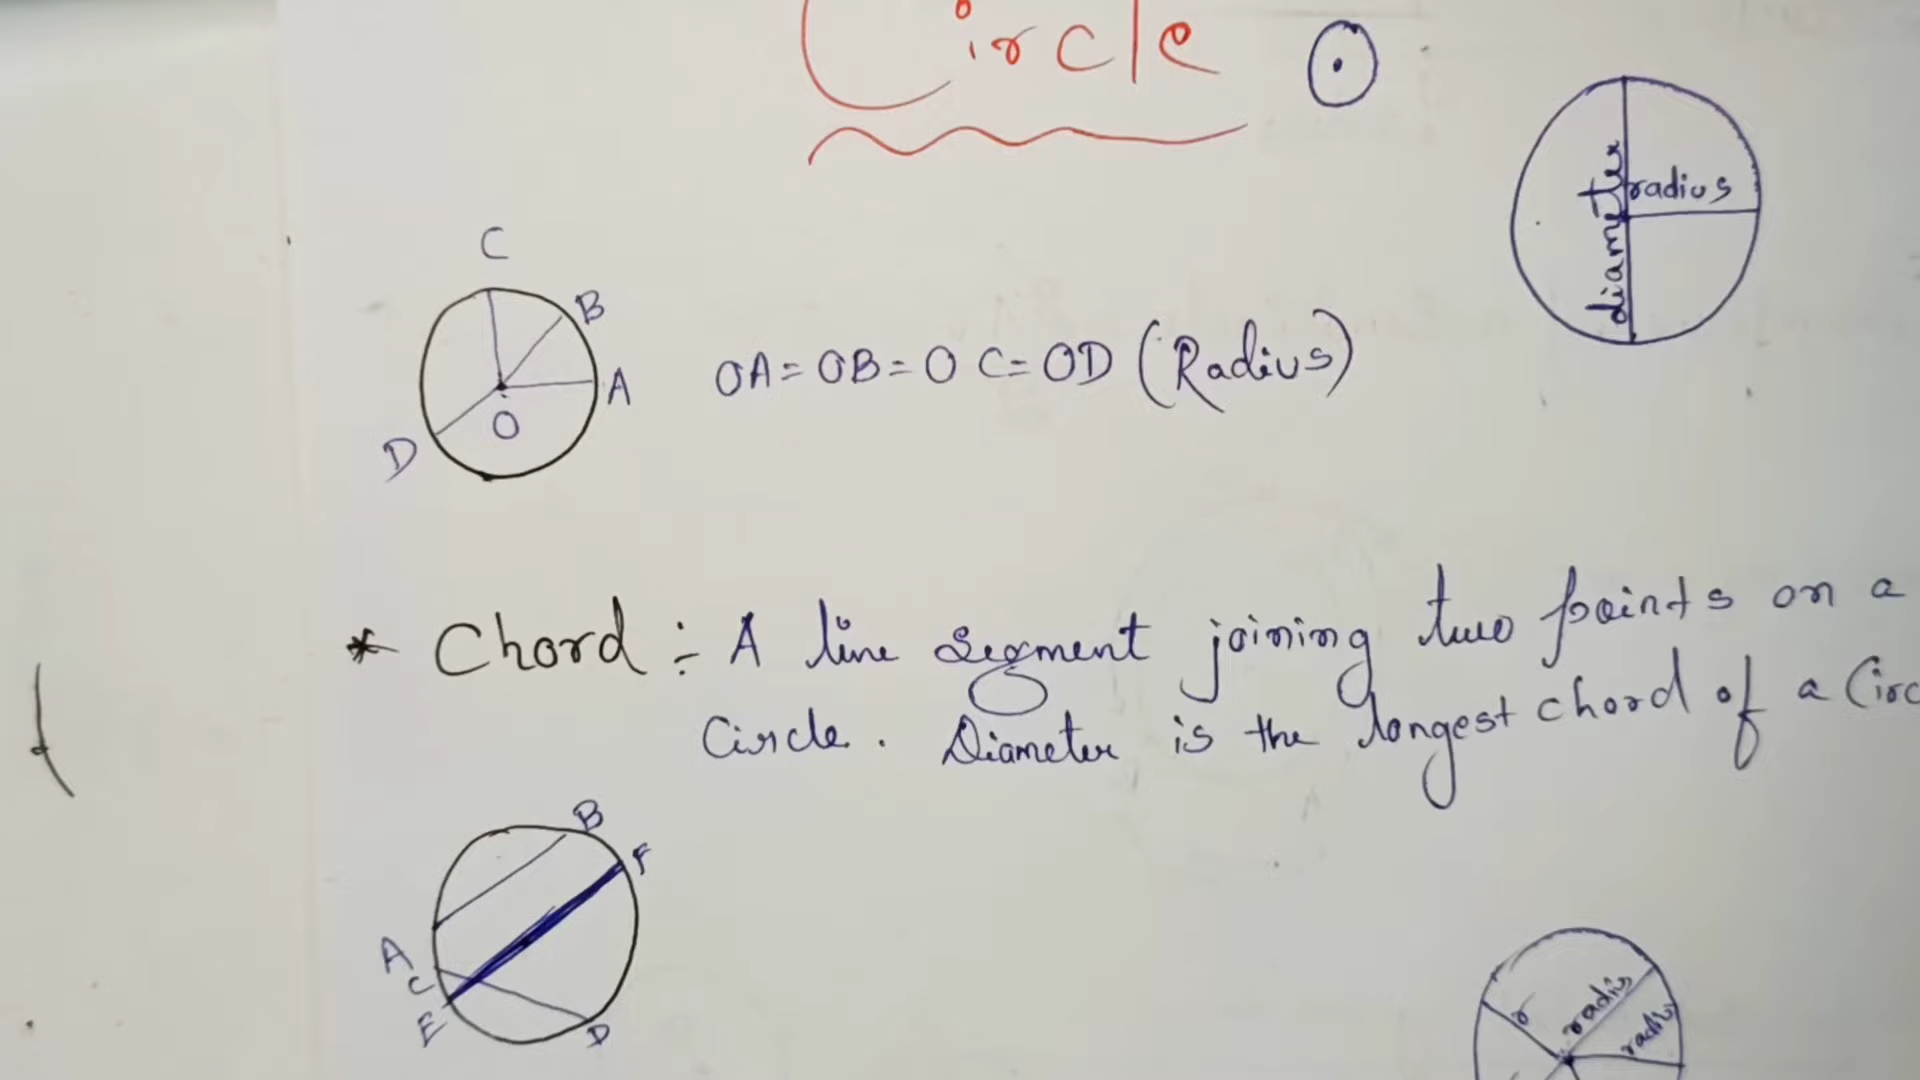 Circle
diameter
radius
C
B
A
O
D
OA = OB = OC = OD (Radius)
* Chord :- A line segment joining two points on a
Circle. Diameter is the longest chord of a Circ
B
F
A
C
E
D
r
radius
radius